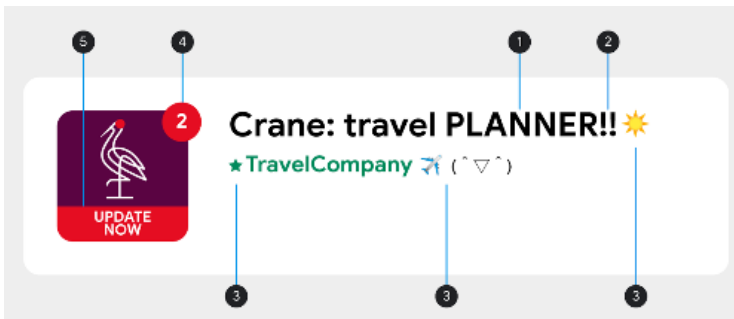 5 4 1 2
2
Crane: travel PLANNER!!☀️
★TravelCompany ✈️ (ˆ▽ˆ)
UPDATE
NOW
3 3 3